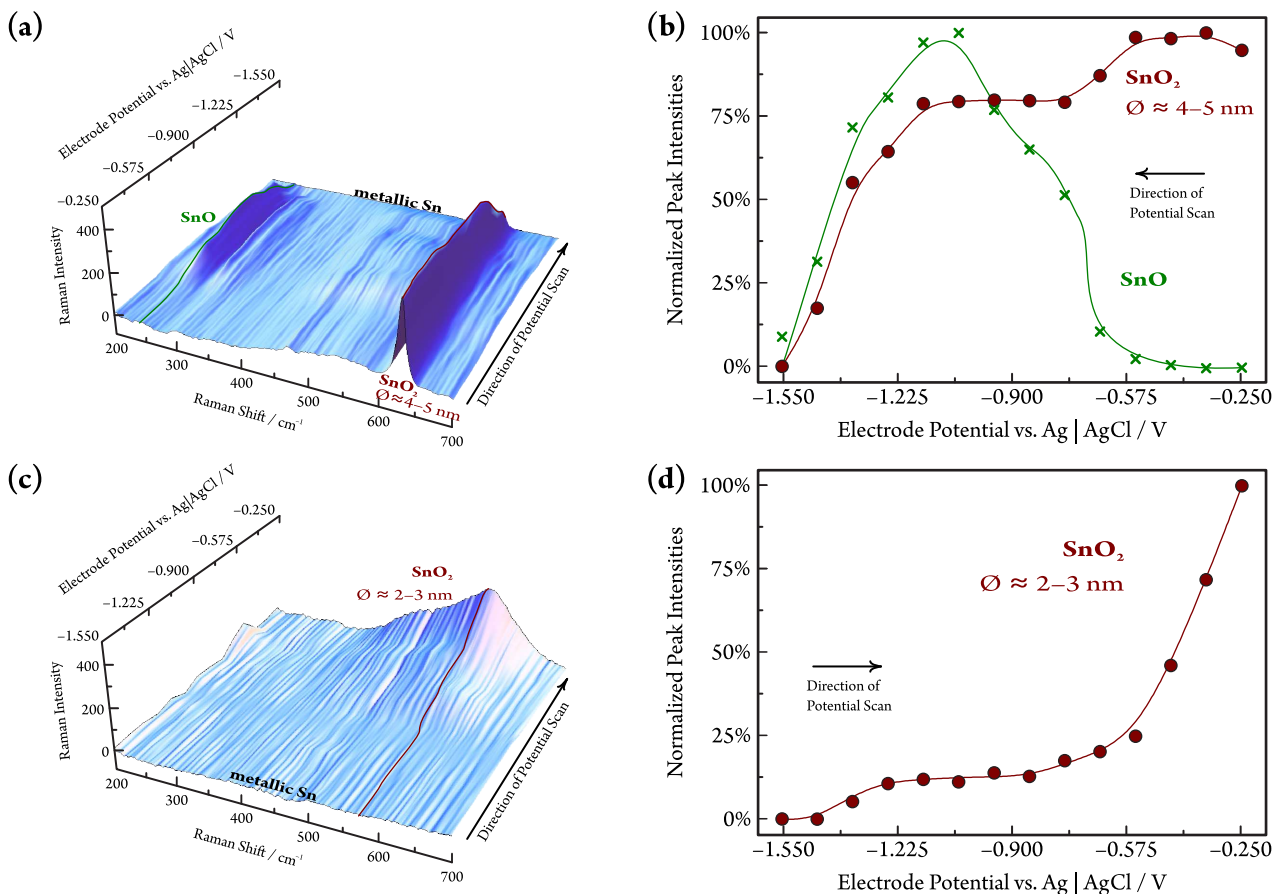 (a)
Electrode Potential vs. Ag|AgCl / V
−1.550
−1.225
−0.900
−0.575
−0.250
Raman Intensity
400
200
0
SnO
metallic Sn
SnO₂
Ø≈4–5 nm
Direction of Potential Scan
200
300
400
500
600
700
Raman Shift / cm⁻¹
(b)
Normalized Peak Intensities
100%
75%
50%
25%
0%
SnO₂
Ø ≈ 4–5 nm
Direction of
Potential Scan
SnO
−1.550
−1.225
−0.900
−0.575
−0.250
Electrode Potential vs. Ag | AgCl / V
(c)
Electrode Potential vs. Ag|AgCl / V
−0.250
−0.575
−0.900
−1.225
−1.550
Raman Intensity
400
200
0
SnO₂
Ø ≈ 2–3 nm
metallic Sn
Direction of Potential Scan
200
300
400
500
600
700
Raman Shift / cm⁻¹
(d)
Normalized Peak Intensities
100%
75%
50%
25%
0%
SnO₂
Ø ≈ 2–3 nm
Direction of
Potential Scan
−1.550
−1.225
−0.900
−0.575
−0.250
Electrode Potential vs. Ag | AgCl / V